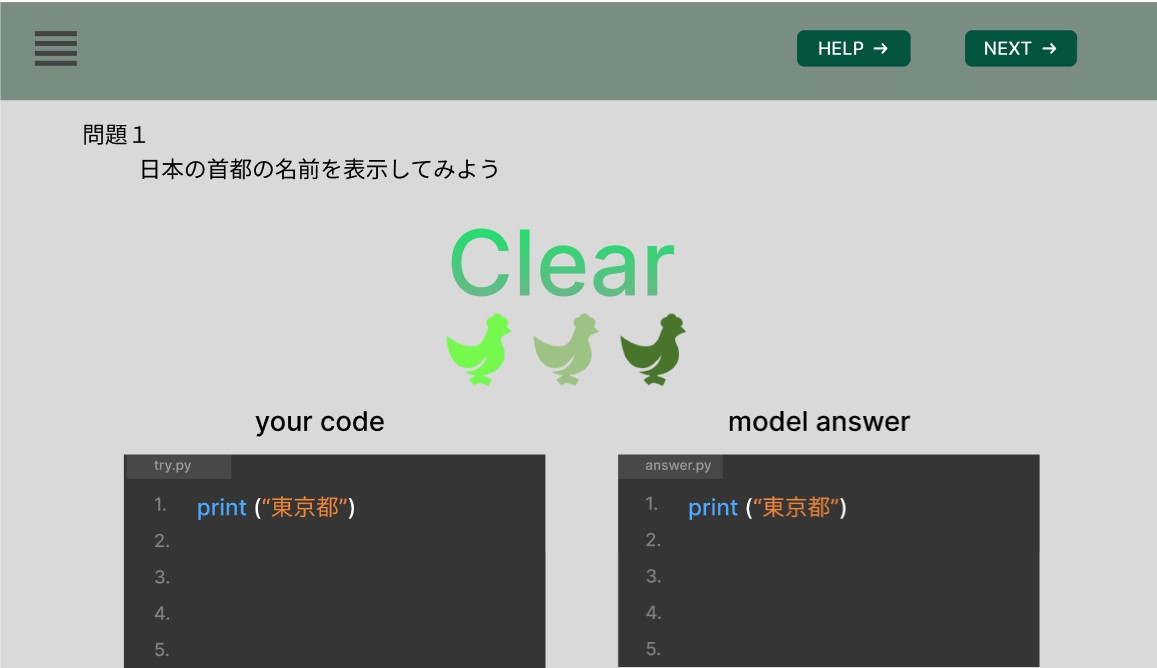 HELP → NEXT →
問題１
日本の首都の名前を表示してみよう
Clear
your code
try.py
1. print (“東京都”)
2.
3.
4.
5.
model answer
answer.py
1. print (“東京都”)
2.
3.
4.
5.